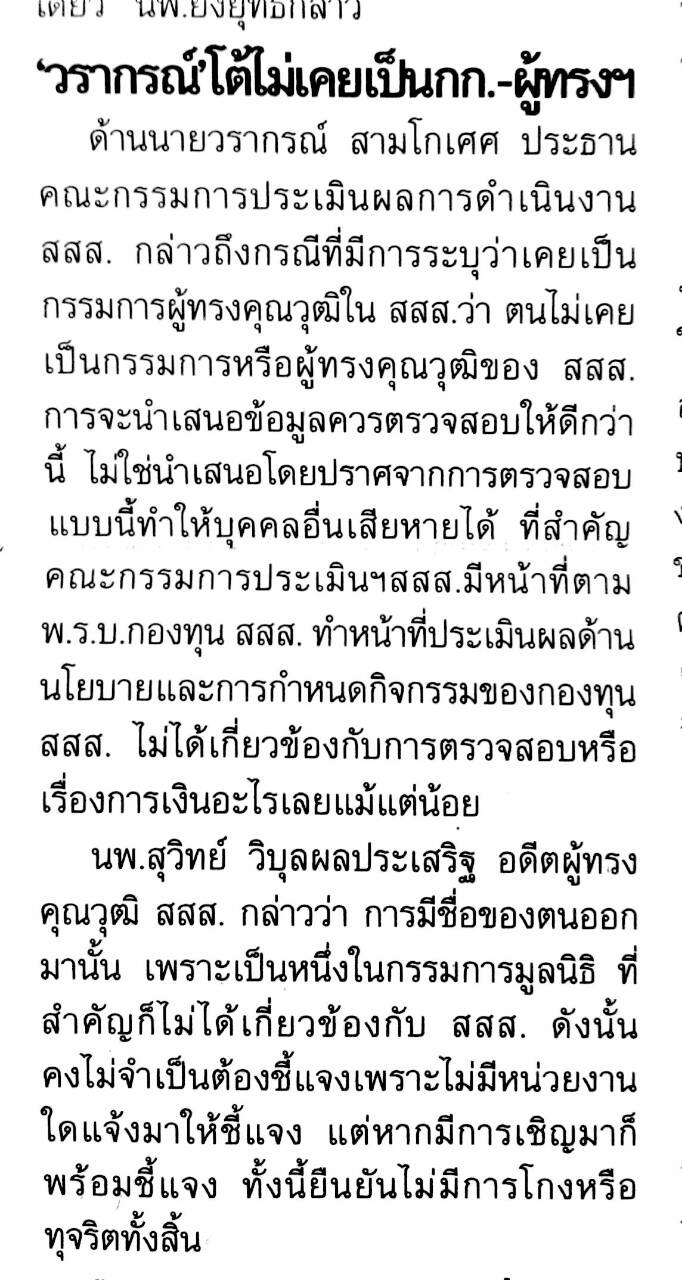 เดียว นพ.ยงยุทธกล่าว
‘วรากรณ์’โต้ไม่เคยเป็นกก.-ผู้ทรงฯ
ด้านนายวรากรณ์ สามโกเศศ ประธาน
คณะกรรมการประเมินผลการดำเนินงาน
สสส. กล่าวถึงกรณีที่มีการระบุว่าเคยเป็น
กรรมการผู้ทรงคุณวุฒิใน สสส.ว่า ตนไม่เคย
เป็นกรรมการหรือผู้ทรงคุณวุฒิของ สสส.
การจะนำเสนอข้อมูลควรตรวจสอบให้ดีกว่า
นี้ ไม่ใช่นำเสนอโดยปราศจากการตรวจสอบ
แบบนี้ทำให้บุคคลอื่นเสียหายได้ ที่สำคัญ
คณะกรรมการประเมินฯสสส.มีหน้าที่ตาม
พ.ร.บ.กองทุน สสส. ทำหน้าที่ประเมินผลด้าน
นโยบายและการกำหนดกิจกรรมของกองทุน
สสส. ไม่ได้เกี่ยวข้องกับการตรวจสอบหรือ
เรื่องการเงินอะไรเลยแม้แต่น้อย
นพ.สุวิทย์ วิบุลผลประเสริฐ อดีตผู้ทรง
คุณวุฒิ สสส. กล่าวว่า การมีชื่อของตนออก
มานั้น เพราะเป็นหนึ่งในกรรมการมูลนิธิ ที่
สำคัญก็ไม่ได้เกี่ยวข้องกับ สสส. ดังนั้น
คงไม่จำเป็นต้องชี้แจงเพราะไม่มีหน่วยงาน
ใดแจ้งมาให้ชี้แจง แต่หากมีการเชิญมาก็
พร้อมชี้แจง ทั้งนี้ยืนยันไม่มีการโกงหรือ
ทุจริตทั้งสิ้น